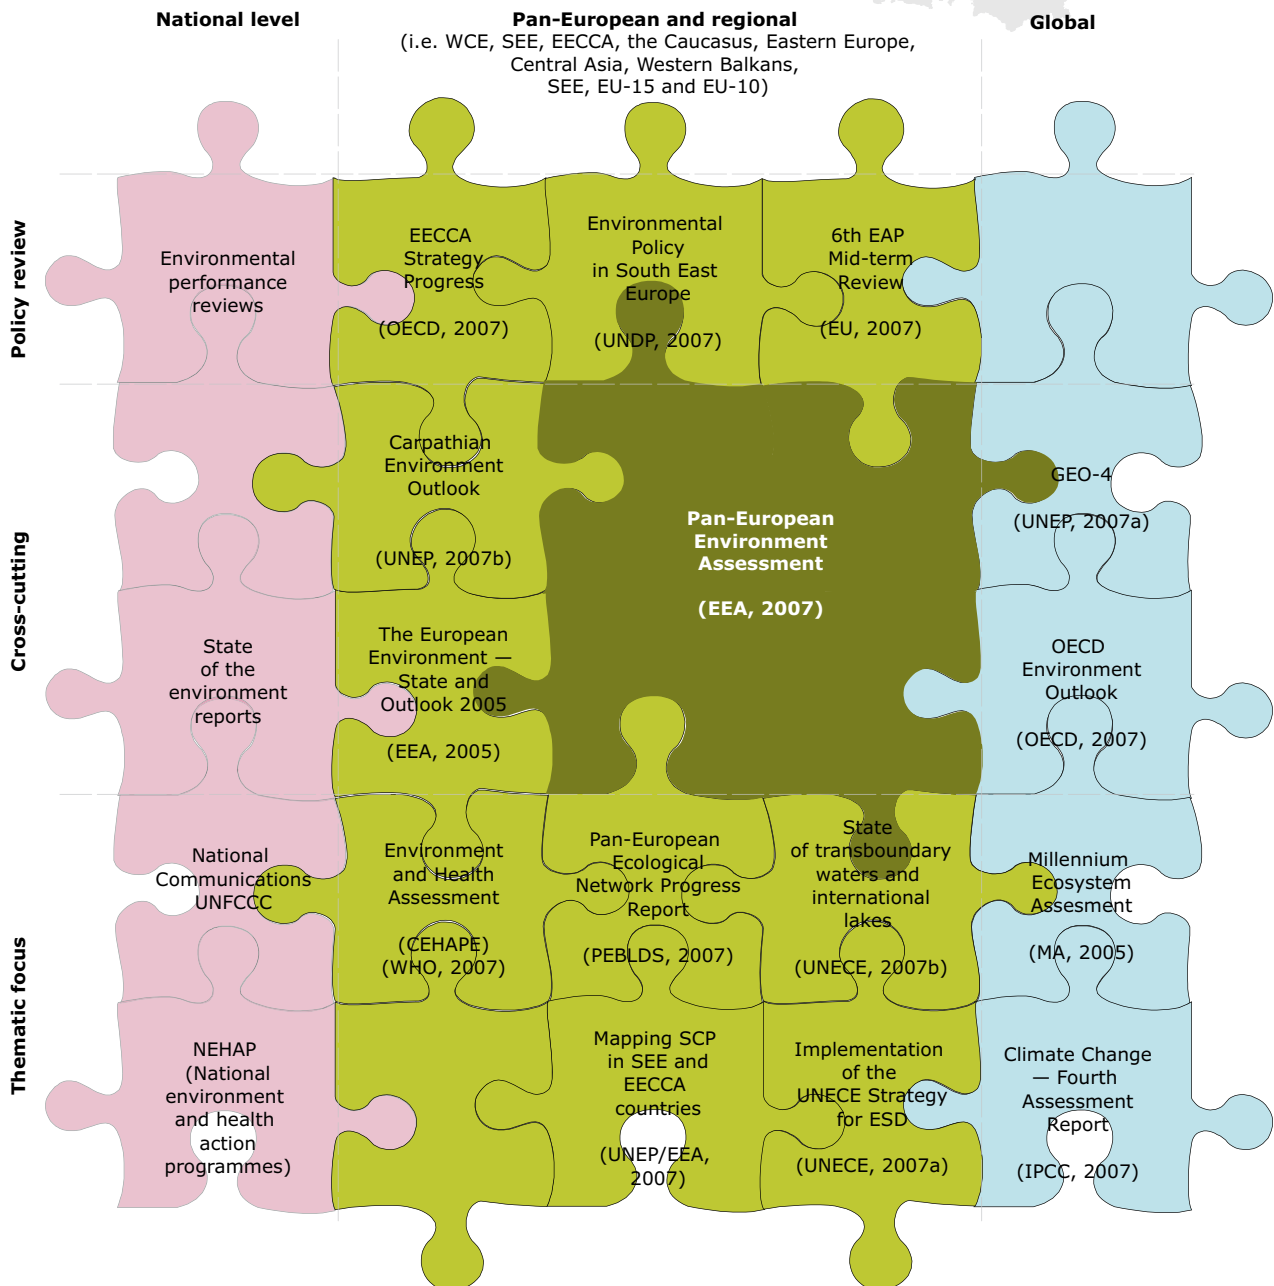 National level
Pan-European and regional
(i.e. WCE, SEE, EECCA, the Caucasus, Eastern Europe,
Central Asia, Western Balkans,
SEE, EU-15 and EU-10)
Global
Policy review
Environmental
performance
reviews
EECCA
Strategy
Progress
(OECD, 2007)
Environmental
Policy
in South East
Europe
(UNDP, 2007)
6th EAP
Mid-term
Review
(EU, 2007)
Cross-cutting
Carpathian
Environment
Outlook
(UNEP, 2007b)
Pan-European
Environment
Assessment
(EEA, 2007)
GEO-4
(UNEP, 2007a)
State
of the
environment
reports
The European
Environment —
State and
Outlook 2005
(EEA, 2005)
OECD
Environment
Outlook
(OECD, 2007)
Thematic focus
National
Communications
UNFCCC
Environment
and Health
Assessment
(CEHAPE)
(WHO, 2007)
Pan-European
Ecological
Network Progress
Report
(PEBLDS, 2007)
State
of transboundary
waters and
international
lakes
(UNECE, 2007b)
Millennium
Ecosystem
Assesment
(MA, 2005)
NEHAP
(National
environment
and health
action
programmes)
Mapping SCP
in SEE and
EECCA
countries
(UNEP/EEA,
2007)
Implementation
of the
UNECE Strategy
for ESD
(UNECE, 2007a)
Climate Change
— Fourth
Assessment
Report
(IPCC, 2007)